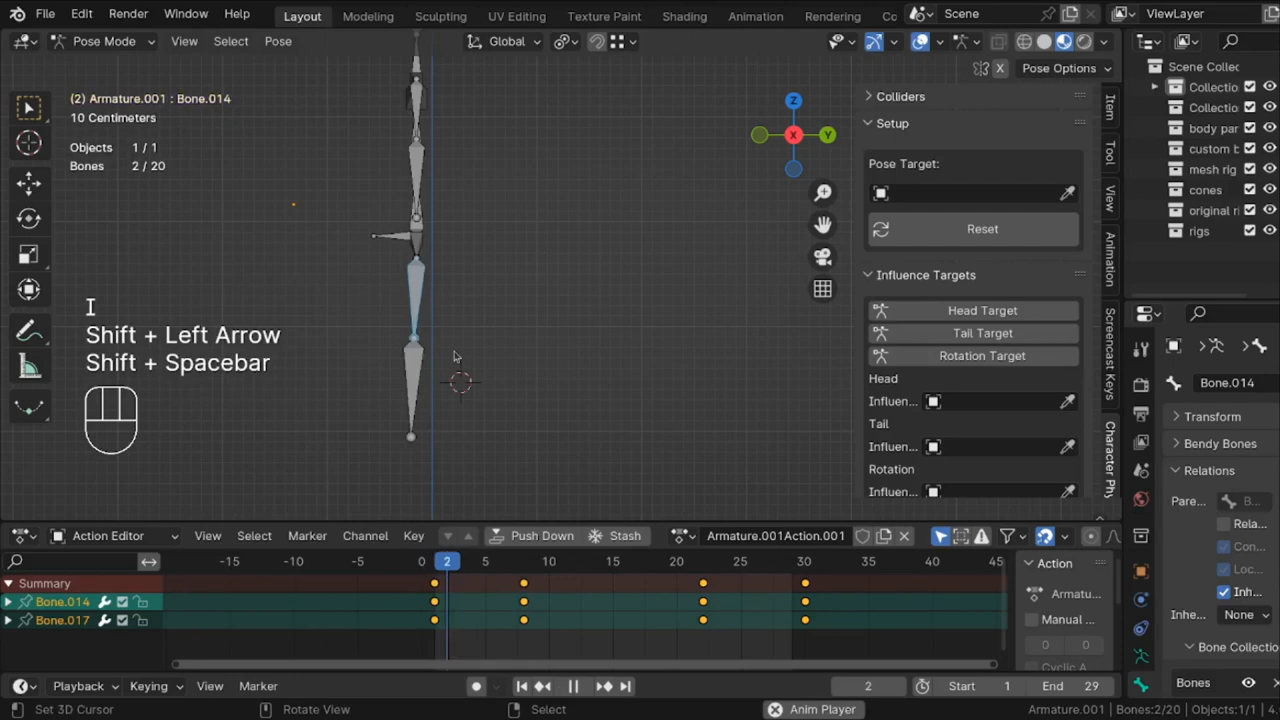 File Edit Render Window Help Layout Modeling Sculpting UV Editing Texture Paint Shading Animation Rendering Co Scene ViewLayer
Pose Mode View Select Pose Global
X Pose Options
(2) Armature.001 : Bone.014
10 Centimeters
Objects 1 / 1
Bones 2 / 20
Z
X
Y
I
Shift + Left Arrow
Shift + Spacebar
Colliders
Setup
Pose Target:
Reset
Influence Targets
Head Target
Tail Target
Rotation Target
Head
Influen...
Tail
Influen...
Rotation
Influen...
Item
Tool
View
Animation
Screencast Keys
Character Phy
Scene Collec
Collectio
Collectio
body par
custom b
mesh rig
cones
original ri
rigs
Bone.014
Transform
Bendy Bones
Relations
Pare... B...
Rela...
Con...
Loc...
Inh...
Inhe... None
Bone Collectio
Bones
Action Editor View Select Marker Channel Key Push Down Stash Armature.001Action.001
-15 -10 -5 0 2 5 10 15 20 25 30 35 40 45
Summary
Bone.014
Bone.017
Action
Armatu...
Manual ...
0 0
Cyclic A
Playback Keying View Marker 2 Start 1 End 29
Set 3D Cursor Rotate View Select Anim Player Armature.001 | Bones:2/20 | Objects:1/1 | 4.